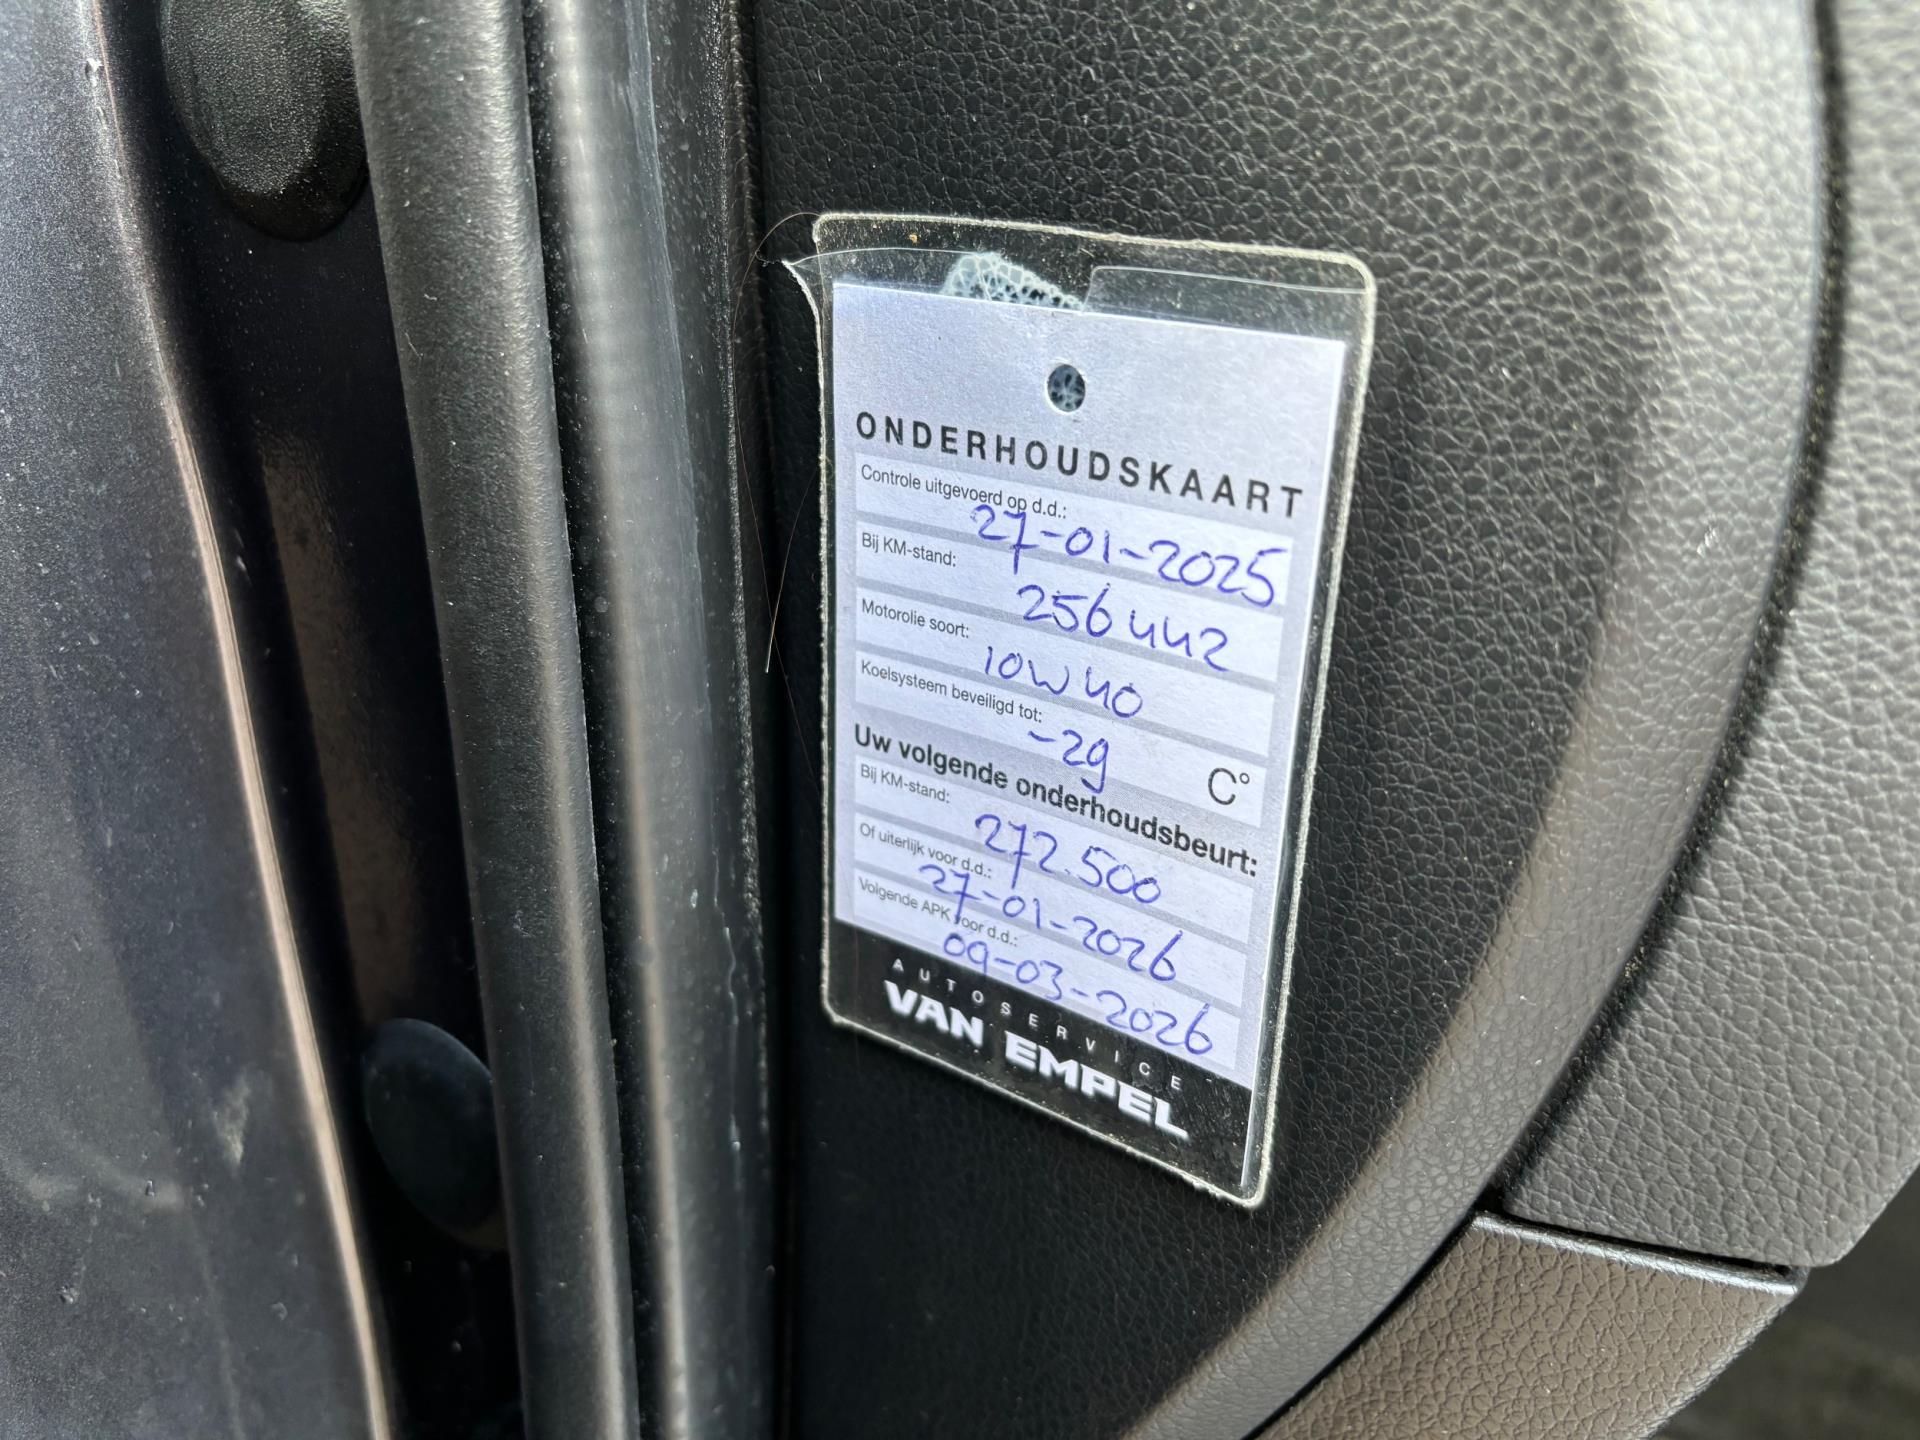 ONDERHOUDSKAART
Controle uitgevoerd op d.d.:
27-01-2025
Bij KM-stand:
256442
Motorolie soort:
10W40
Koelsysteem beveiligd tot:
-29 C°
Uw volgende onderhoudsbeurt:
Bij KM-stand:
272.500
Of uiterlijk voor d.d.:
27-01-2026
Volgende APK voor d.d.:
09-03-2026
AUTOSERVICE
VAN EMPEL